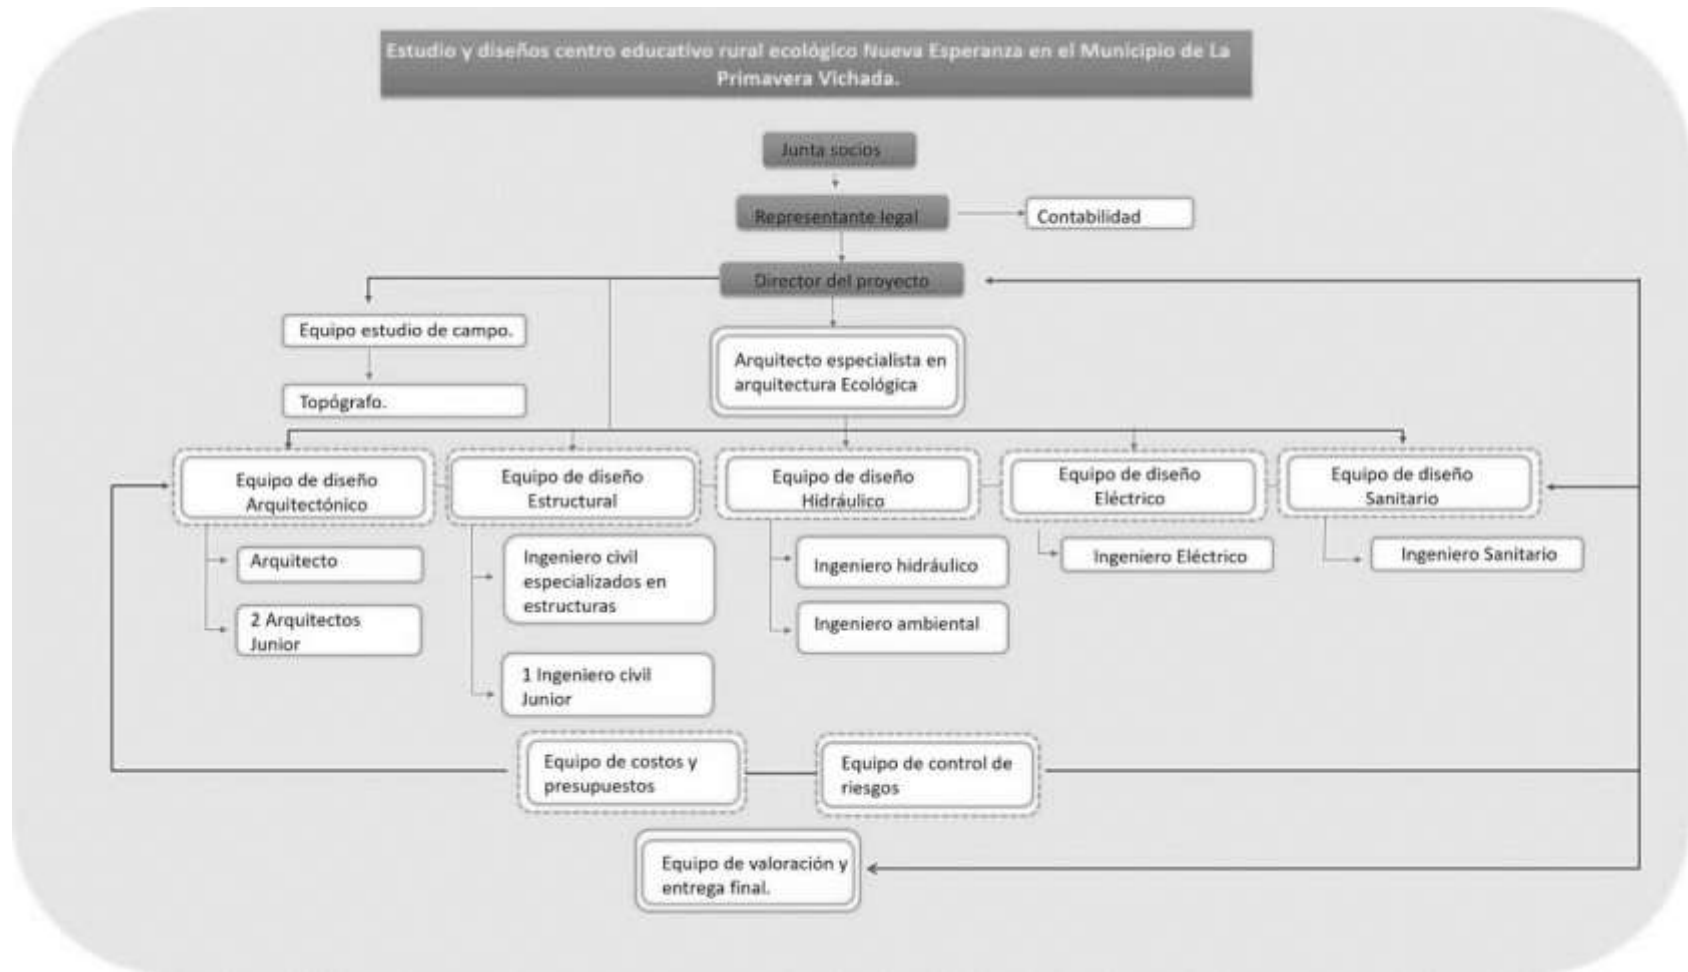 Estudio y diseños centro educativo rural ecológico Nueva Esperanza en el Municipio de La
Primavera Vichada.
Junta socios
Representante legal
Contabilidad
Director del proyecto
Equipo estudio de campo.
Arquitecto especialista en
arquitectura Ecológica
Topógrafo.
Equipo de diseño
Arquitectónico
Equipo de diseño
Estructural
Equipo de diseño
Hidráulico
Equipo de diseño
Eléctrico
Equipo de diseño
Sanitario
Arquitecto
2 Arquitectos
Junior
Ingeniero civil
especializados en
estructuras
1 Ingeniero civil
Junior
Ingeniero hidráulico
Ingeniero ambiental
Ingeniero Eléctrico
Ingeniero Sanitario
Equipo de costos y
presupuestos
Equipo de control de
riesgos
Equipo de valoración y
entrega final.